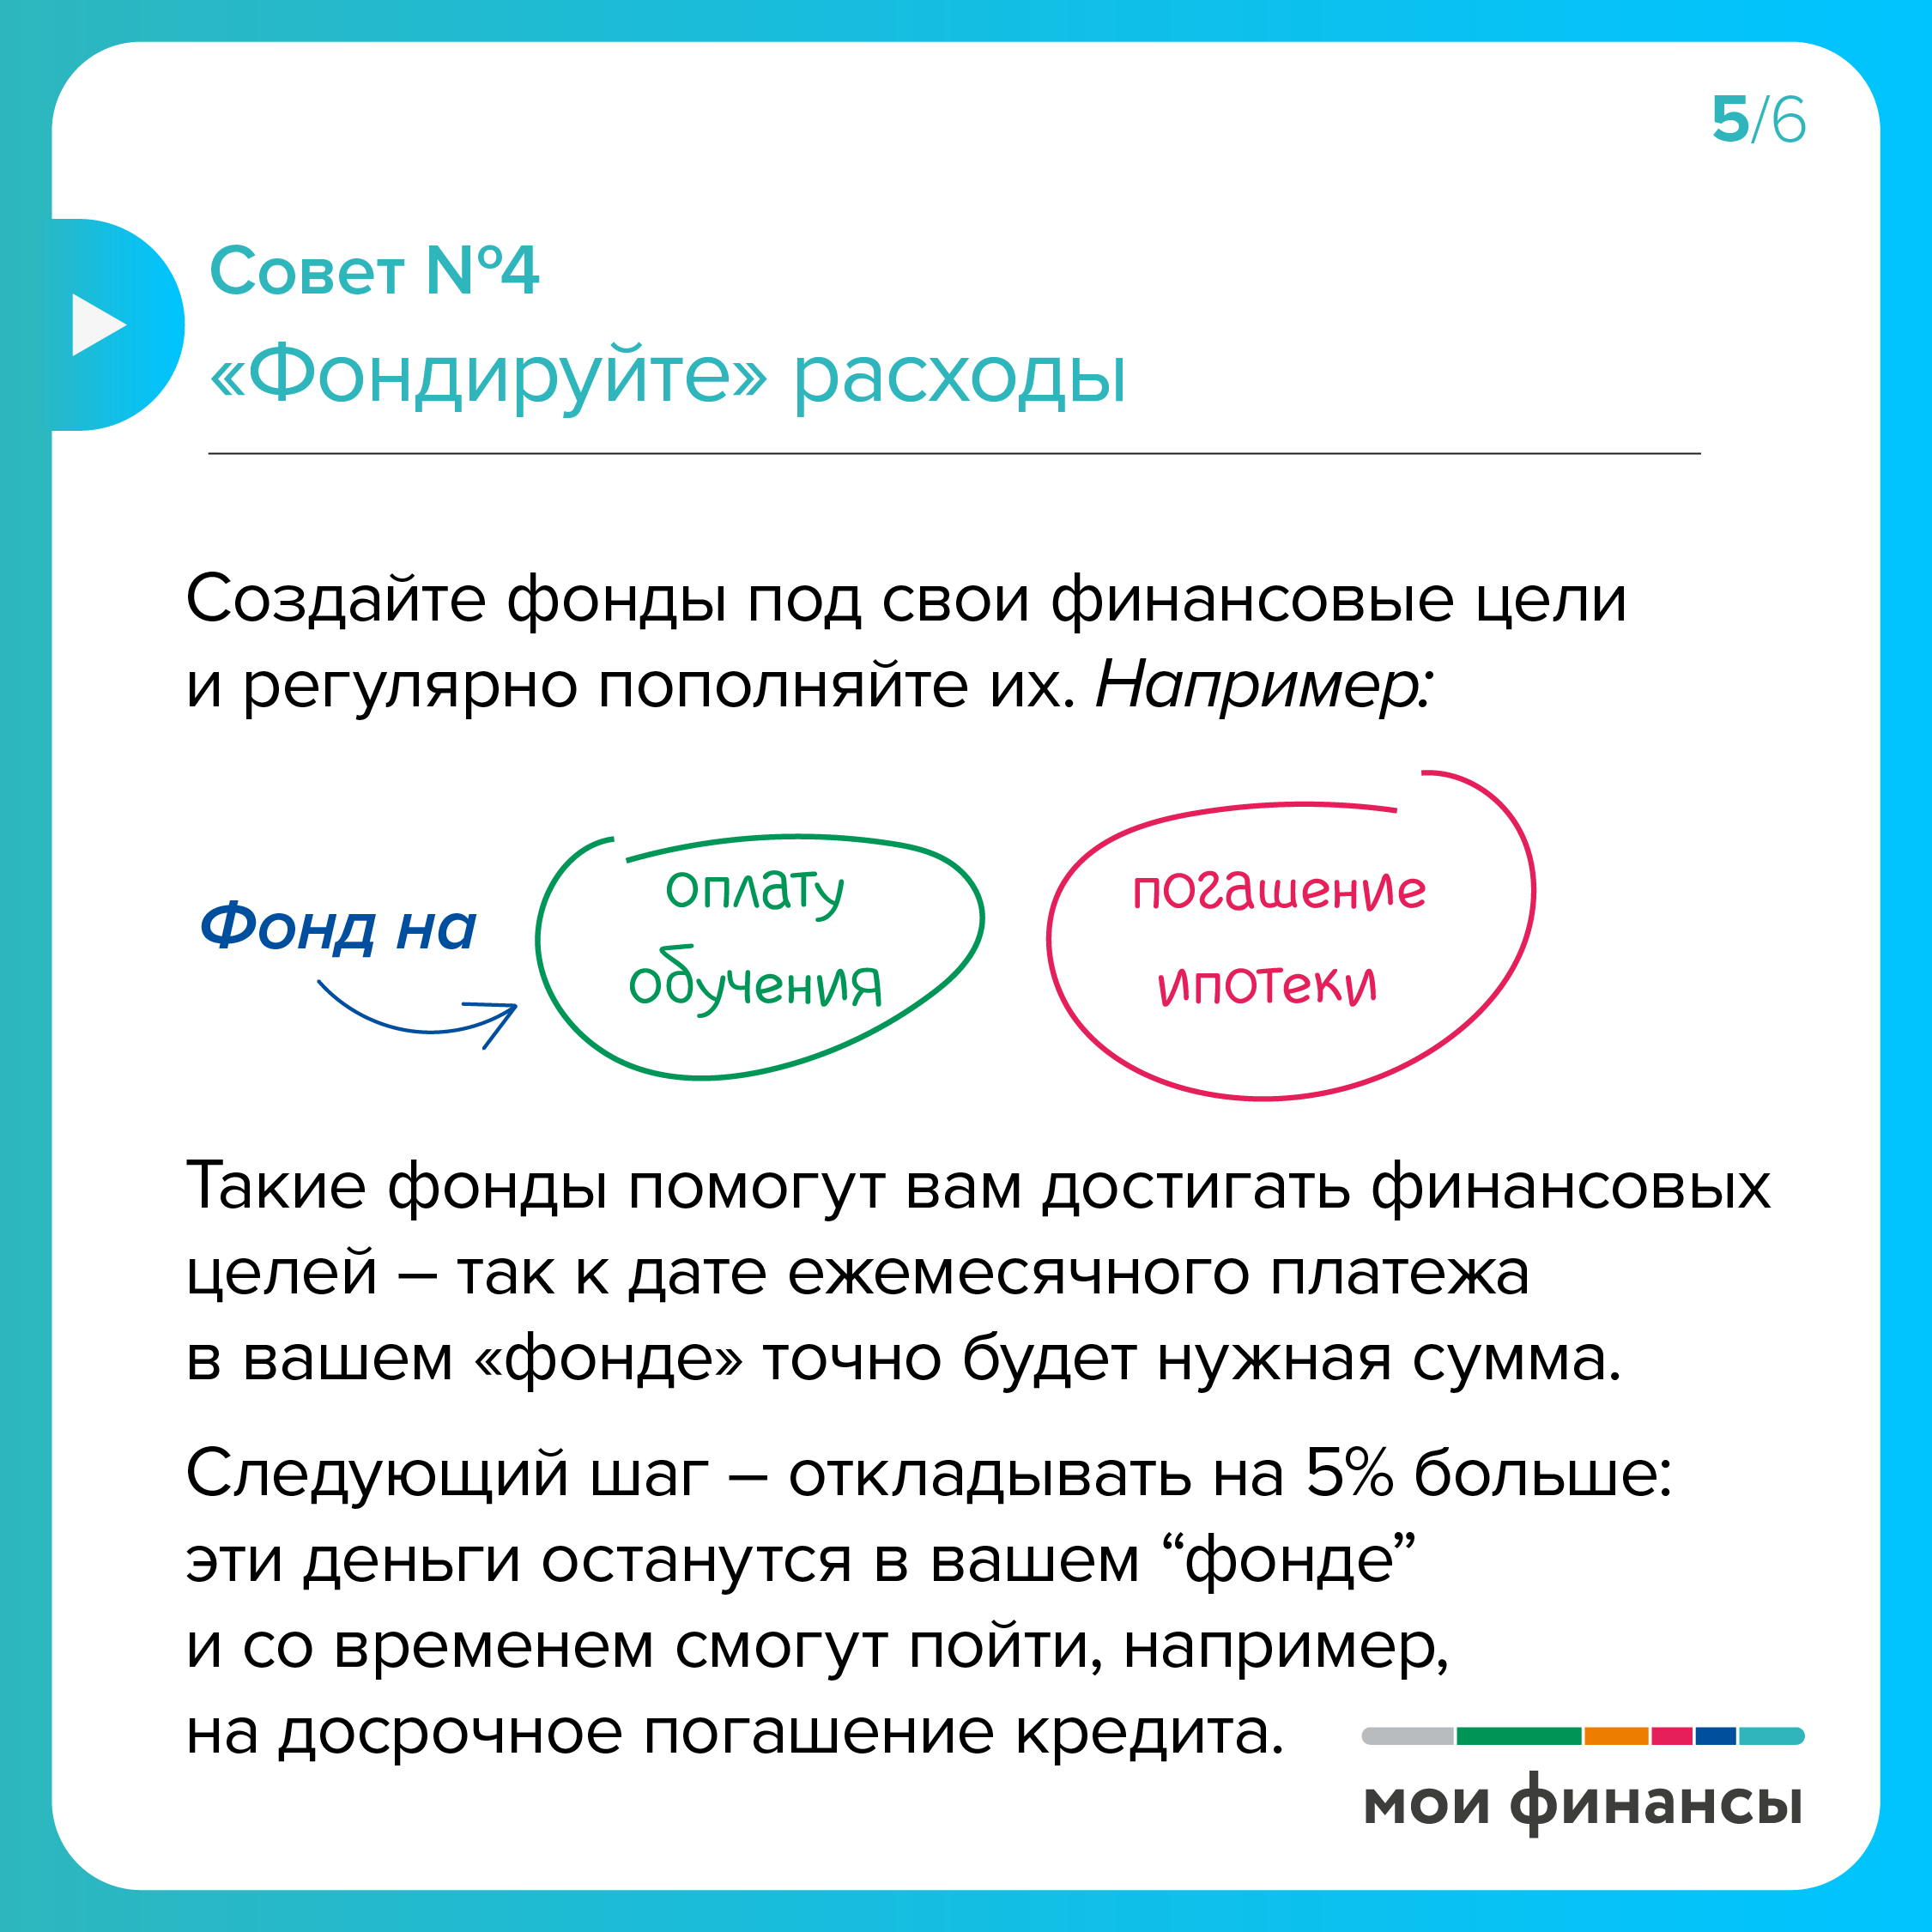 5/6
Совет №4
«Фондируйте» расходы
Создайте фонды под свои финансовые цели
и регулярно пополняйте их. Например:
Фонд на
оплату
обучения
погашение
ипотеки
Такие фонды помогут вам достигать финансовых
целей – так к дате ежемесячного платежа
в вашем «фонде» точно будет нужная сумма.
Следующий шаг – откладывать на 5% больше:
эти деньги останутся в вашем “фонде”
и со временем смогут пойти, например,
на досрочное погашение кредита.
мои финансы